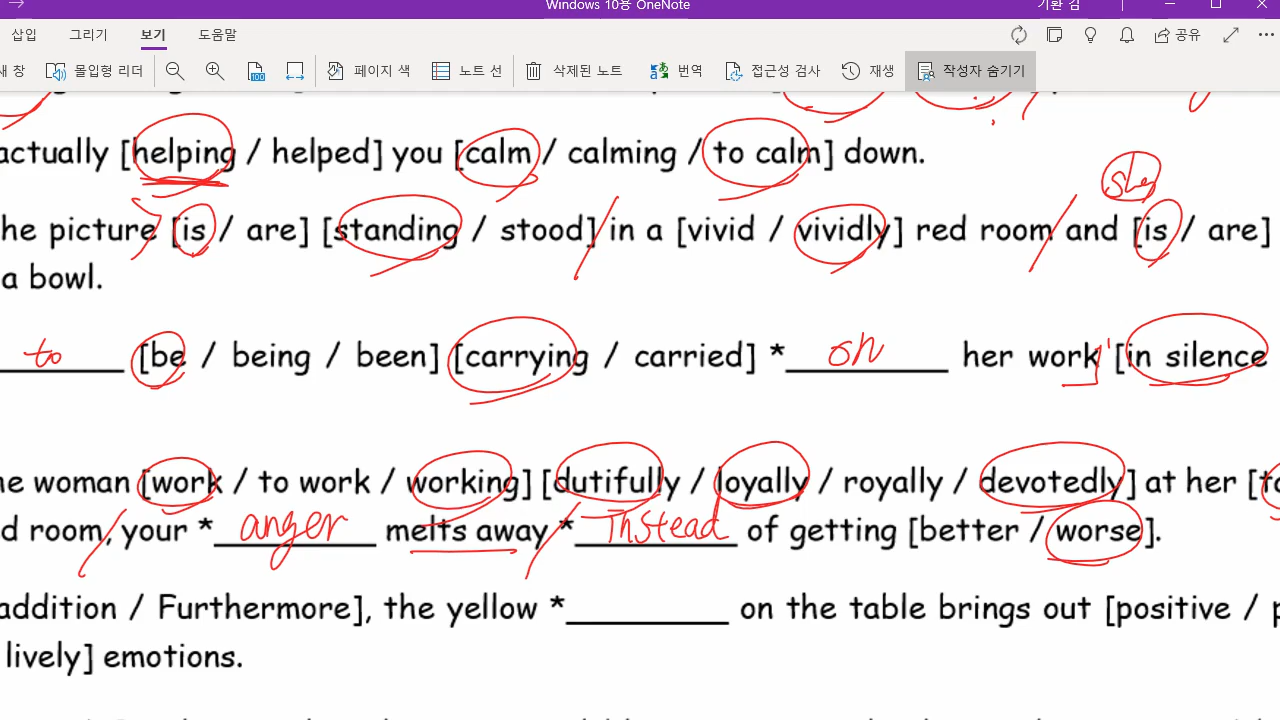 Windows 10용 OneNote 기환 김
삽입 그리기 보기 도움말 공유
새 창 몰입형 리더 100 페이지 색 노트 선 삭제된 노트 번역 접근성 검사 재생 작성자 숨기기
actually [helping / helped] you [calm / calming / to calm] down.
she
he picture [is / are] [standing / stood] in a [vivid / vividly] red room and [is / are]
a bowl.
to [be / being / been] [carrying / carried] * on her work [in silence
ne woman [work / to work / working] [dutifully / loyally / royally / devotedly] at her [to
d room, your * anger melts away * Instead of getting [better / worse].
addition / Furthermore], the yellow *__________ on the table brings out [positive / p
lively] emotions.